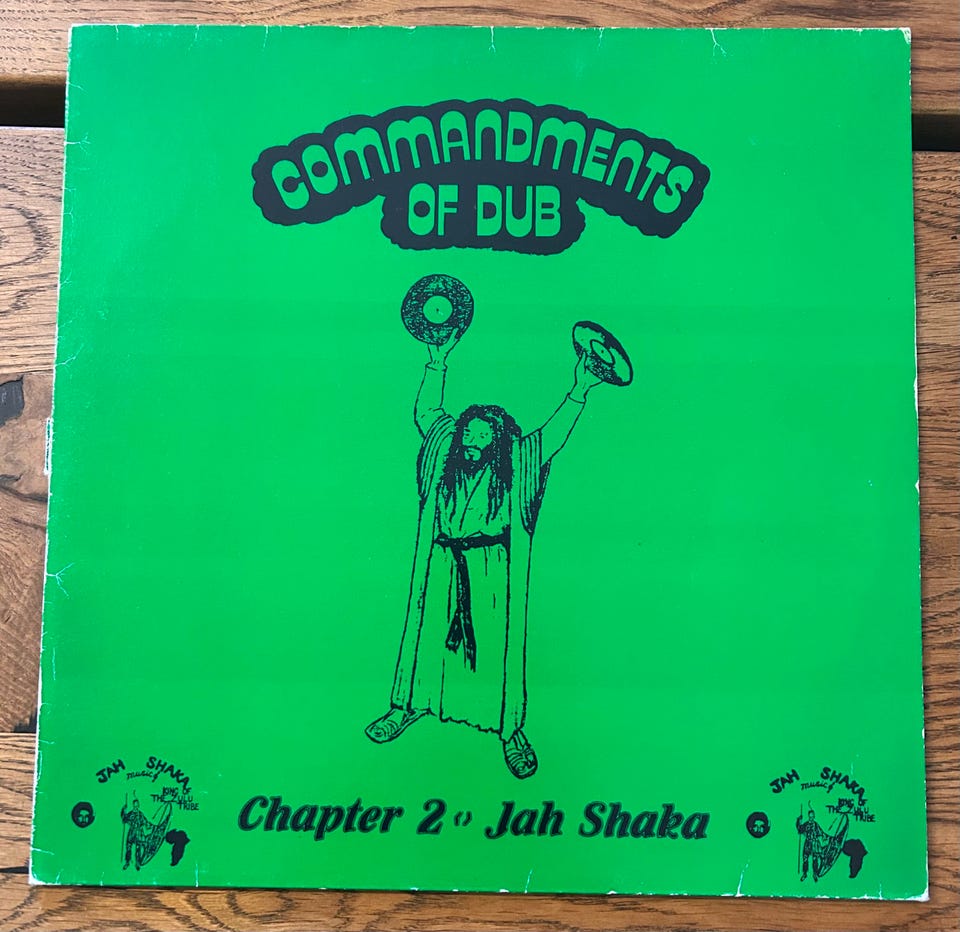 COMMANDMENTS
OF DUB
JAH SHAKA
music
KING OF
THE ZULU
TRIBE
Chapter 2 Jah Shaka
JAH SHAKA
music
KING OF
THE ZULU
TRIBE